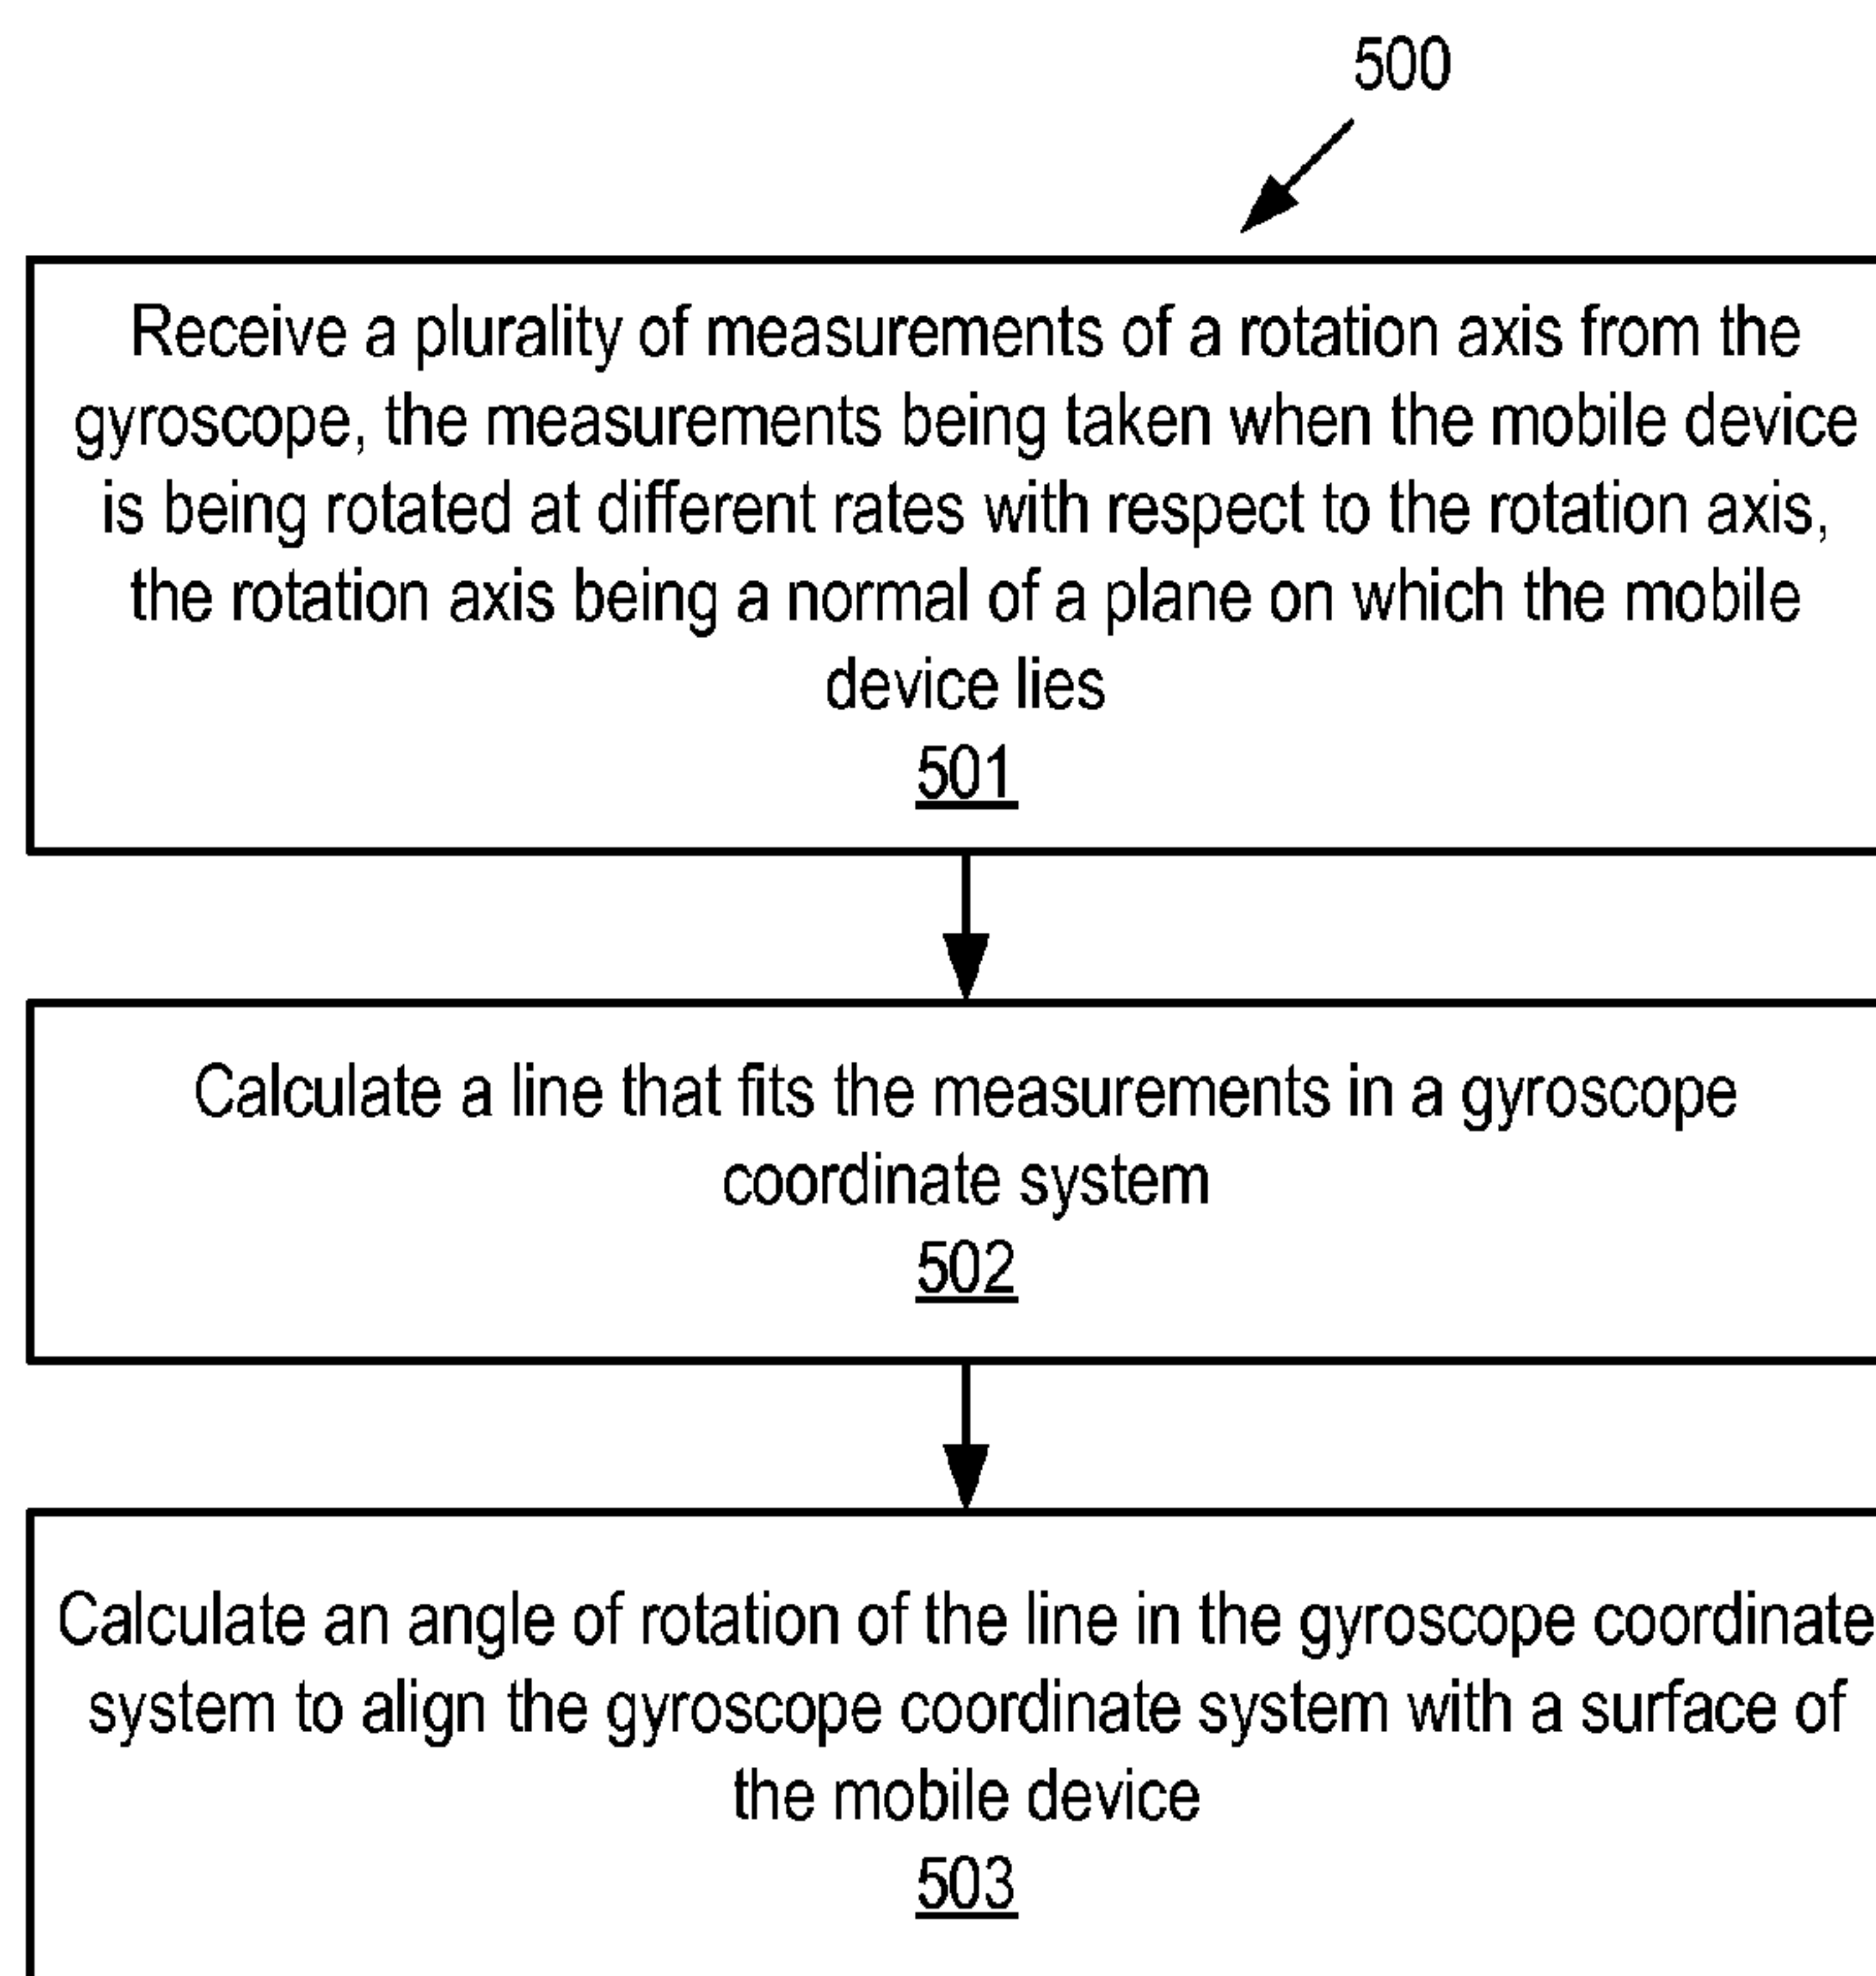 500
Receive a plurality of measurements of a rotation axis from the
gyroscope, the measurements being taken when the mobile device
is being rotated at different rates with respect to the rotation axis,
the rotation axis being a normal of a plane on which the mobile
device lies
501
Calculate a line that fits the measurements in a gyroscope
coordinate system
502
Calculate an angle of rotation of the line in the gyroscope coordinate
system to align the gyroscope coordinate system with a surface of
the mobile device
503